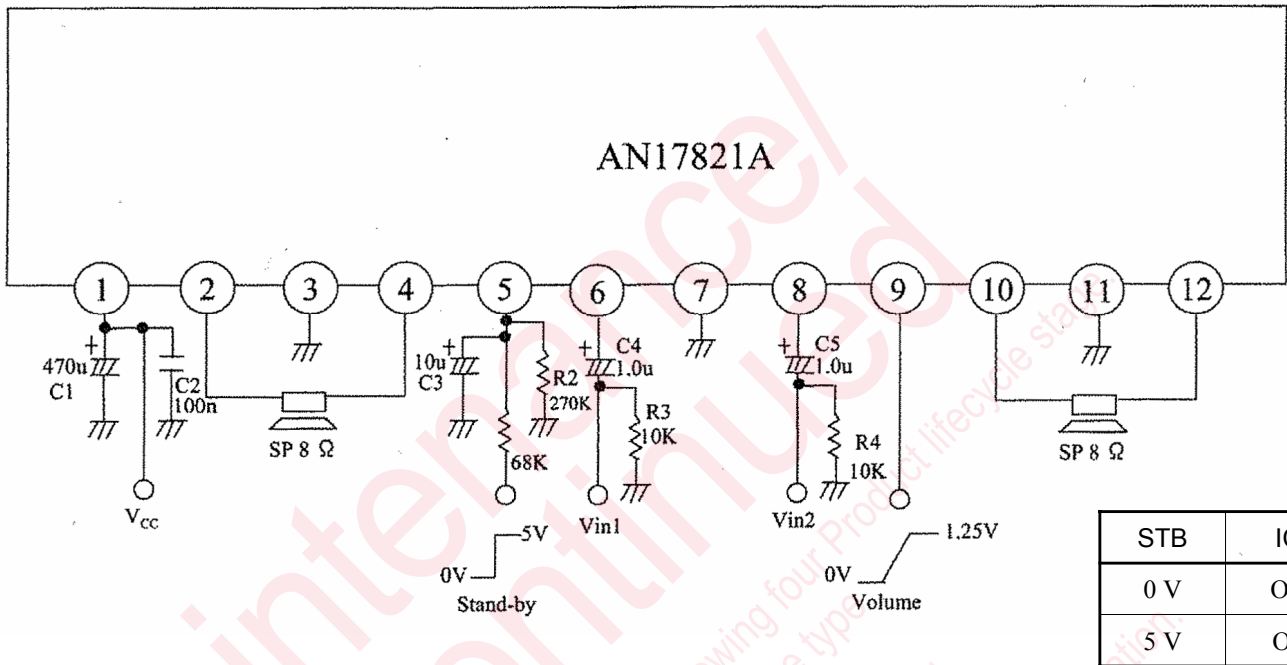 AN17821A
1 2 3 4 5 6 7 8 9 10 11 12
470u
C1
C2
100n
VCC
SP 8 Ω
10u
C3
R2
270K
68K
0V
5V
Stand-by
C4
1.0u
R3
10K
Vin1
C5
1.0u
R4
10K
Vin2
0V
1.25V
Volume
SP 8 Ω
STB
0 V
5 V